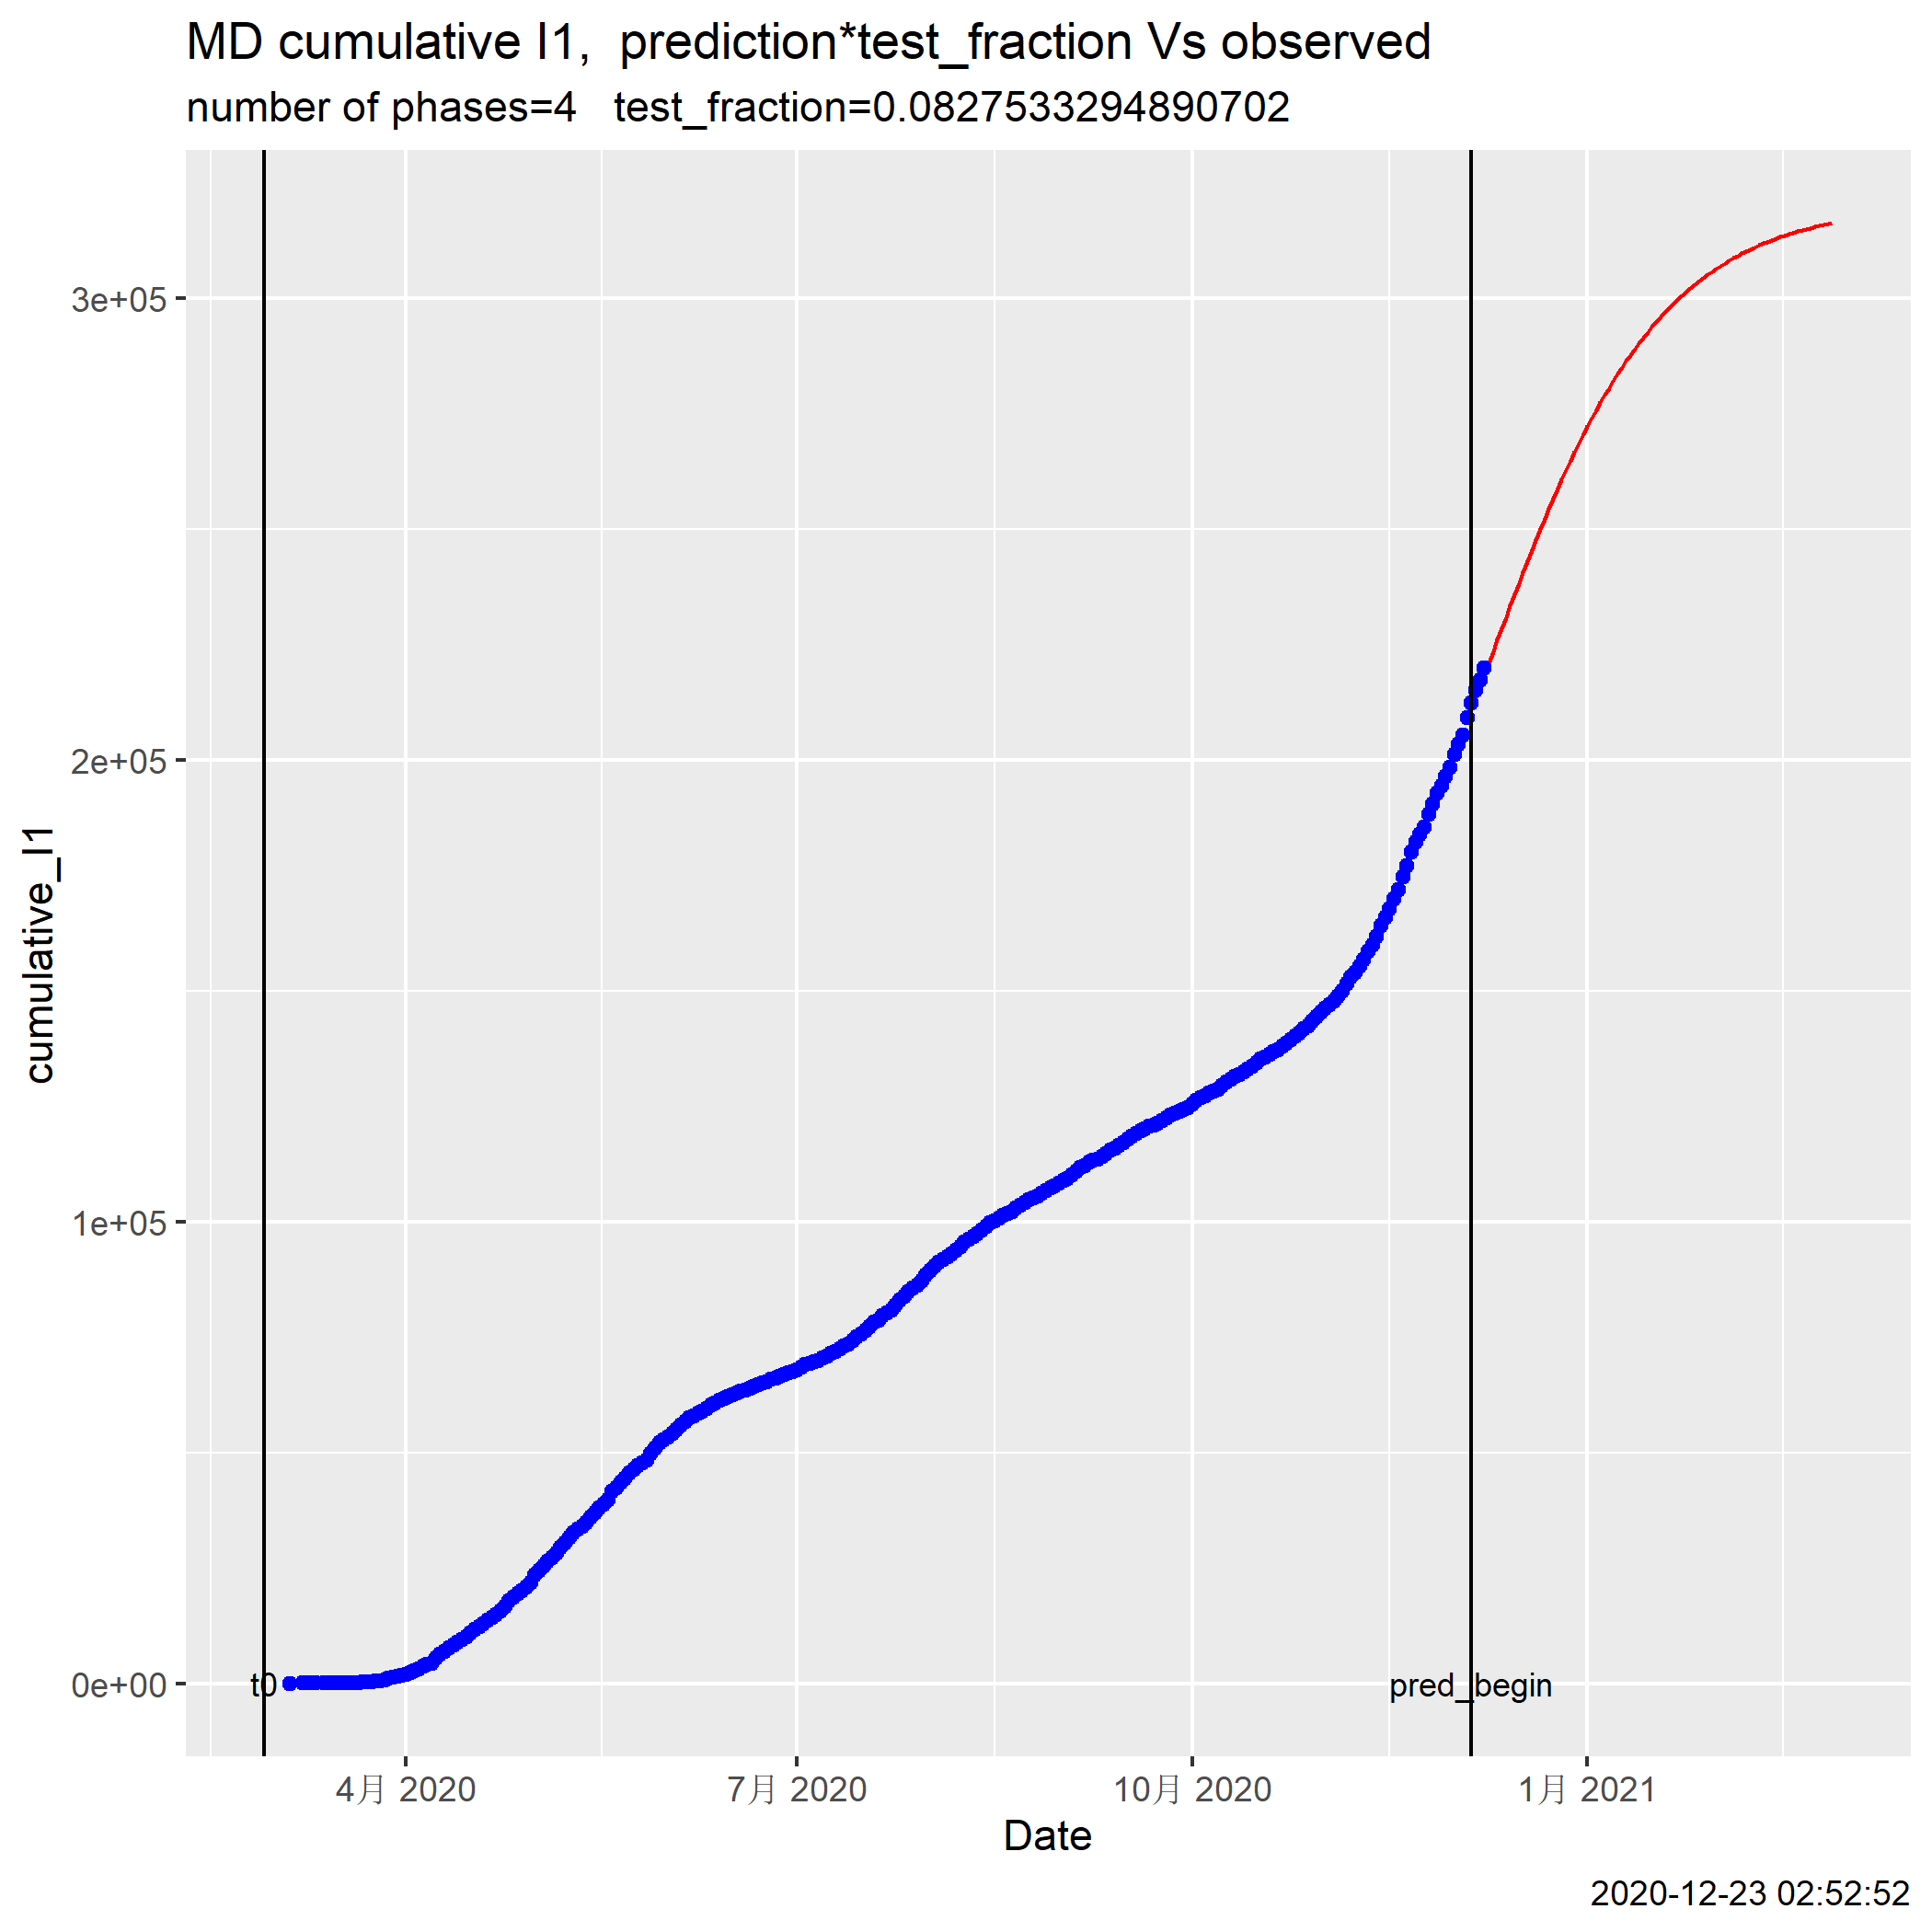 MD cumulative I1,  prediction*test_fraction Vs observed
number of phases=4   test_fraction=0.0827533294890702
3e+05
2e+05
1e+05
0e+00
cumulative_I1
t0
pred_begin
4月 2020
7月 2020
10月 2020
1月 2021
Date
2020-12-23 02:52:52